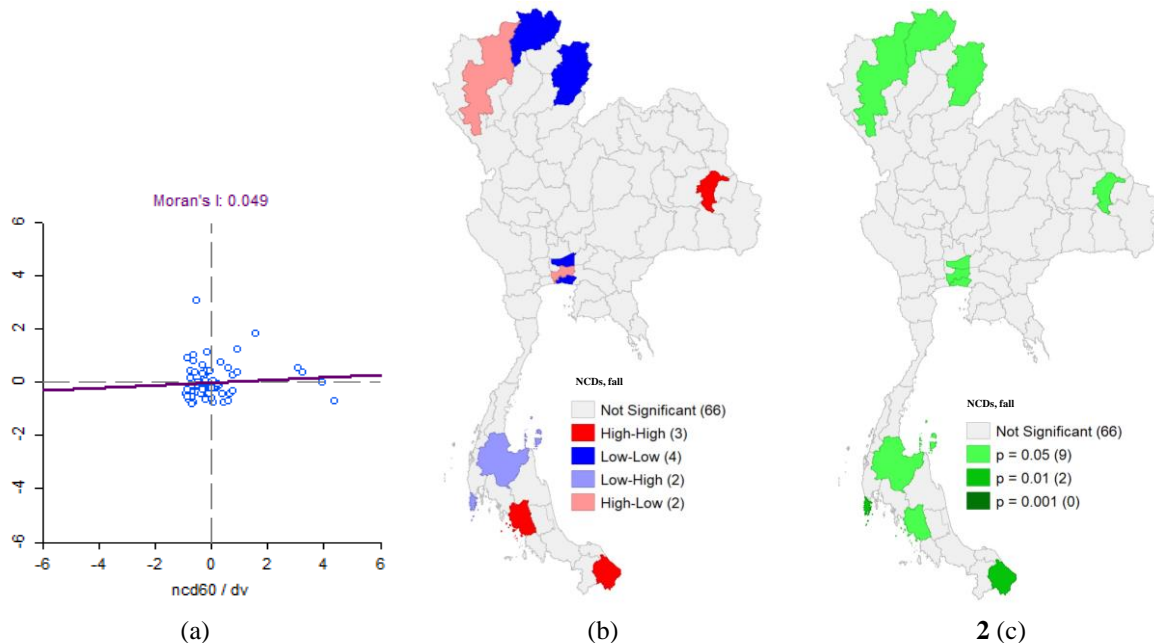 Moran's I: 0.049
6
4
2
0
-2
-4
-6
-6 -4 -2 0 2 4 6
ncd60 / dv
(a)
NCDs, fall
Not Significant (66)
High-High (3)
Low-Low (4)
Low-High (2)
High-Low (2)
(b)
NCDs, fall
Not Significant (66)
p = 0.05 (9)
p = 0.01 (2)
p = 0.001 (0)
2 (c)